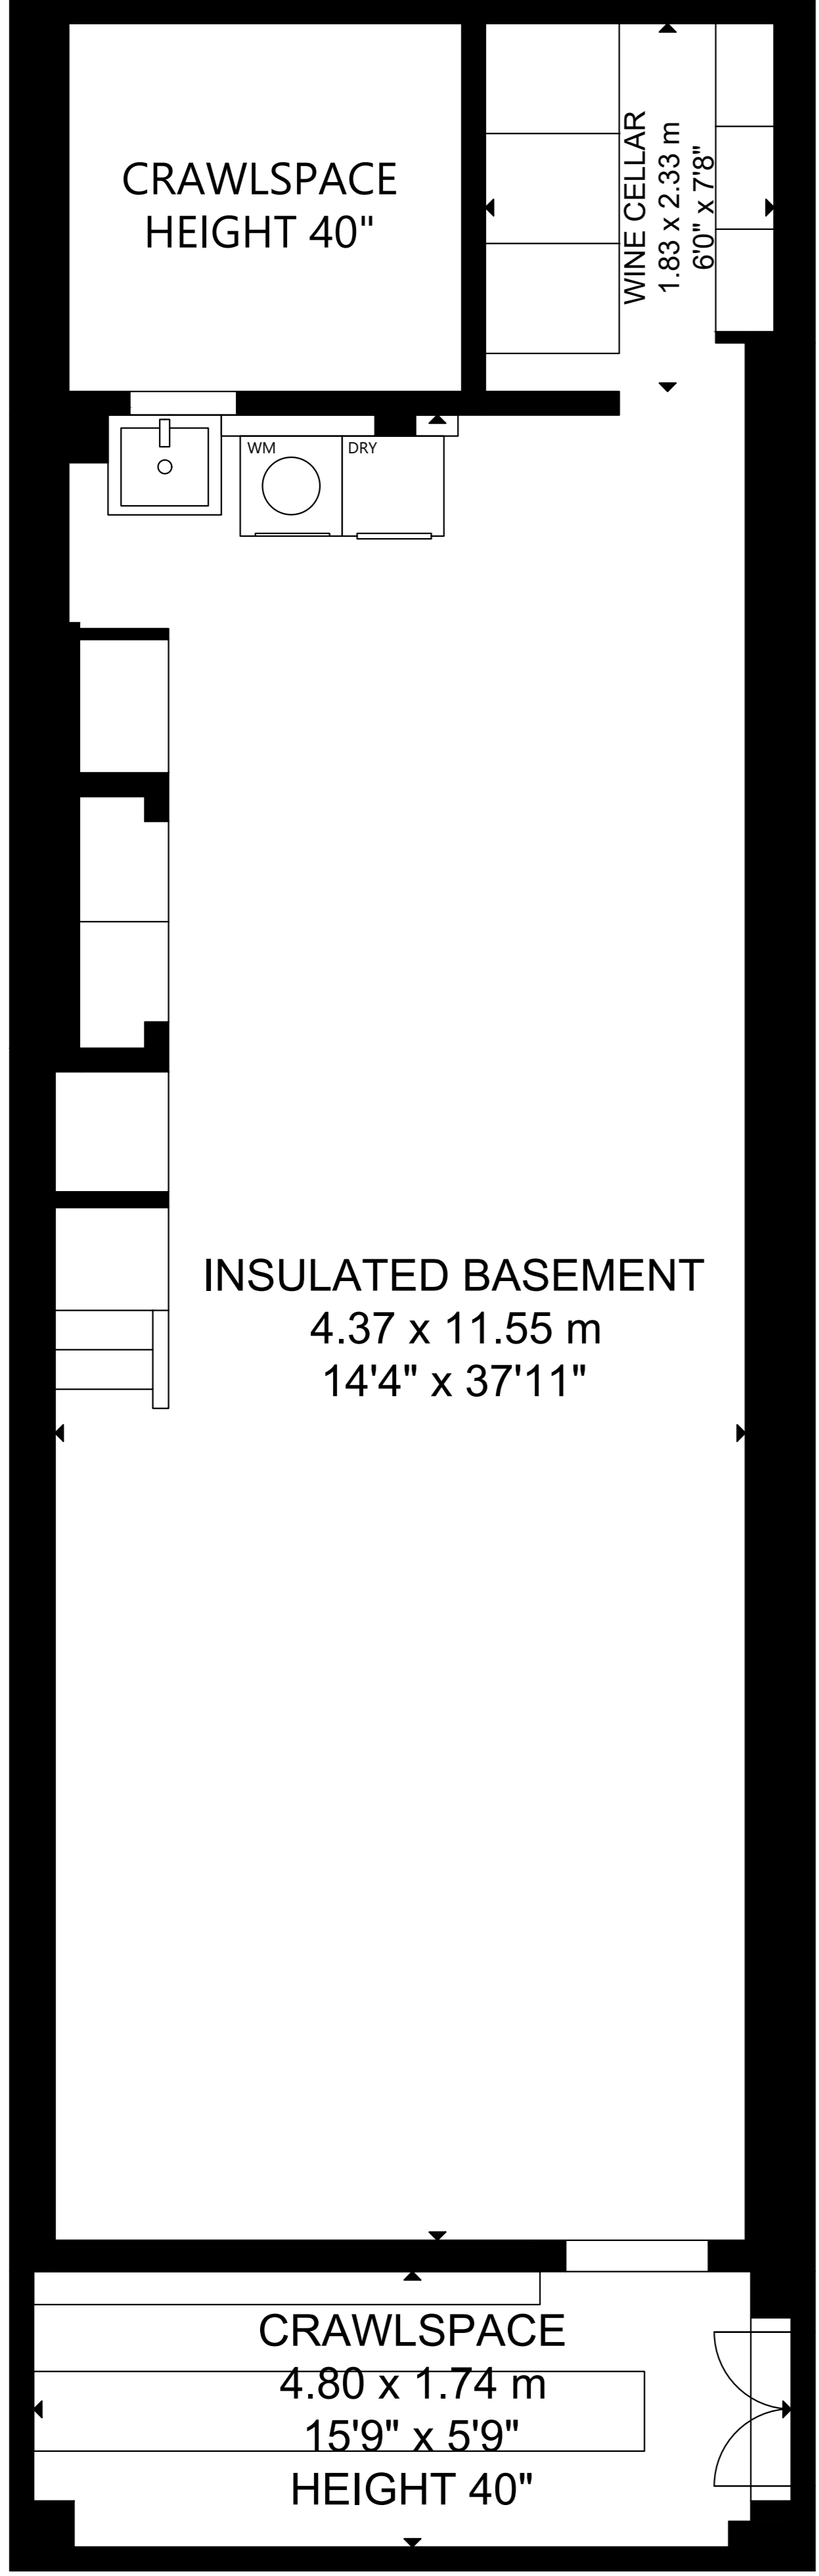 CRAWLSPACE
HEIGHT 40"
WINE CELLAR
1.83 x 2.33 m
6'0" x 7'8"
WM
DRY
INSULATED BASEMENT
4.37 x 11.55 m
14'4" x 37'11"
CRAWLSPACE
4.80 x 1.74 m
15'9" x 5'9"
HEIGHT 40"